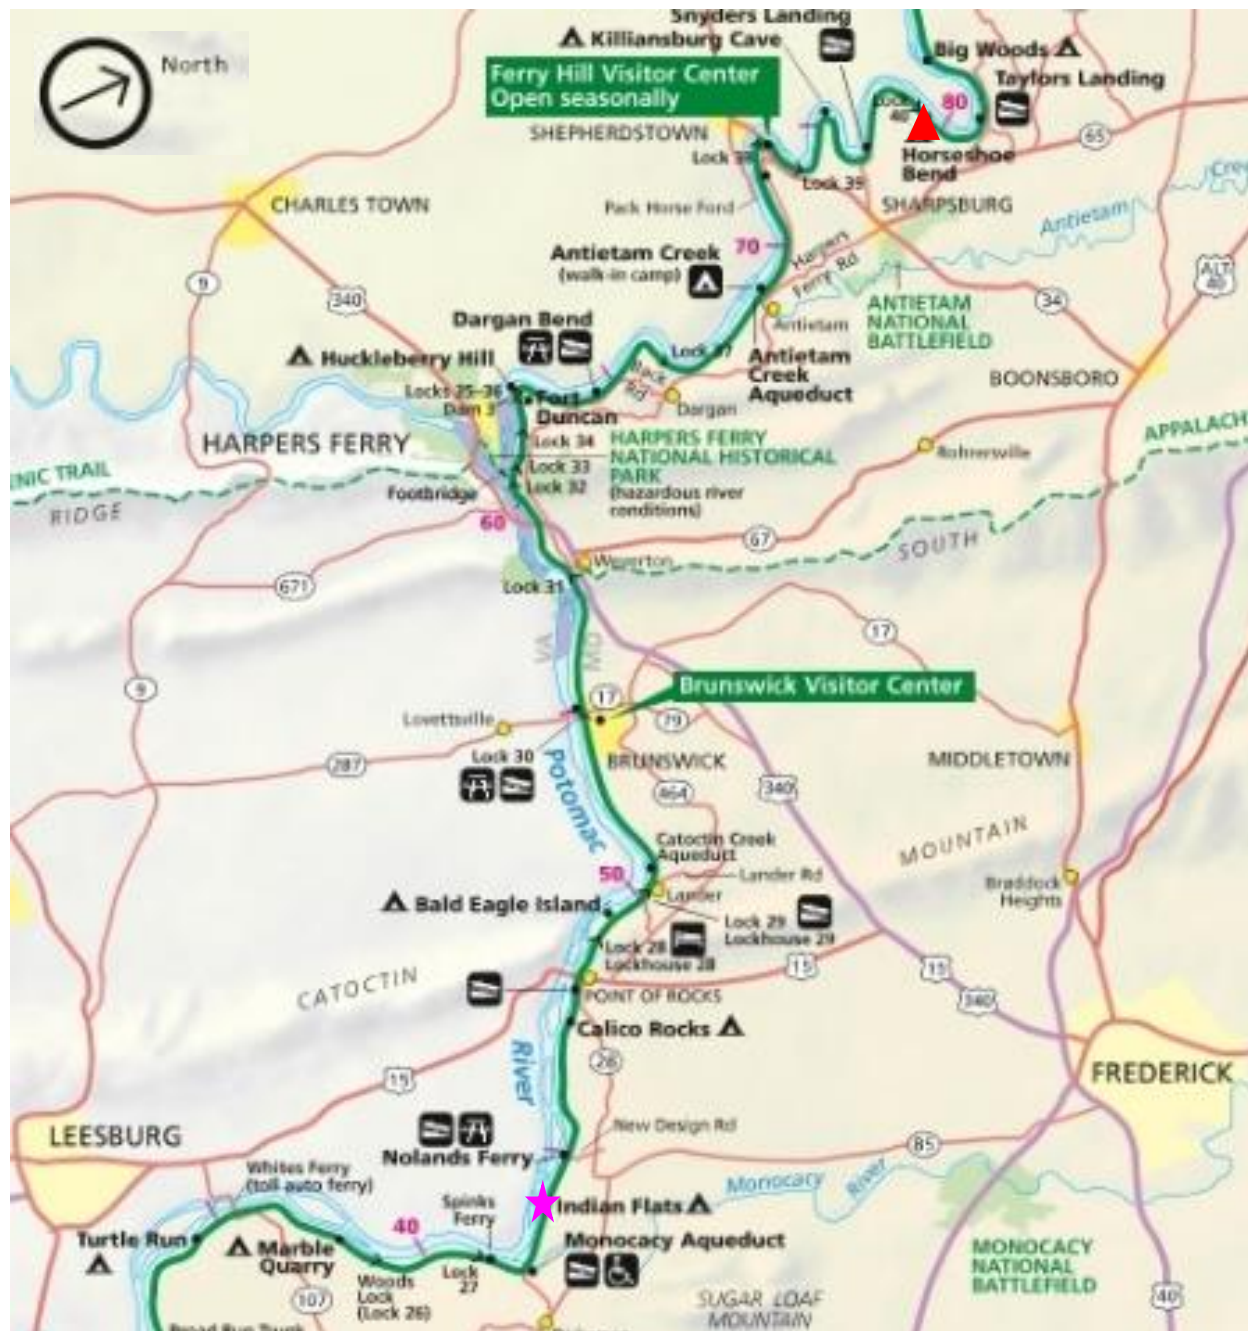 Snyders Landing
Killiansburg Cave
Big Woods
North
Ferry Hill Visitor Center
Open seasonally
Taylors Landing
80
Lock
40
SHEPHERDSTOWN
65
Horseshoe
Bend
Lock 38
Lock 39
Pack Horse Ford
CHARLES TOWN
SHARPSBURG
Antietam
70
Harpers
Ferry Rd
Antietam Creek
(walk-in camp)
ALT
40
9
340
34
ANTIETAM
NATIONAL
BATTLEFIELD
Antietam
Dargan Bend
Huckleberry Hill
Lock 37
Antietam
Creek
Aqueduct
BOONSBORO
Locks 35-36
Dam 3
Fort
Duncan
Rd
Dargan
HARPERS FERRY
Lock 34
Lock 33
Lock 32
HARPERS FERRY
NATIONAL HISTORICAL
PARK
(hazardous river
conditions)
Rohrersville
APPALACH
NIC TRAIL
RIDGE
Footbridge
60
67
SOUTH
Weverton
671
Lock 31
VA
MD
17
9
Brunswick Visitor Center
17
Lovettsville
79
Lock 30
BRUNSWICK
MIDDLETOWN
287
Potomac
464
340
MOUNTAIN
Catoctin Creek
Aqueduct
50
Lander Rd
Lander
Braddock
Heights
Bald Eagle Island
Lock 29
Lockhouse 29
Lock 28
Lockhouse 28
15
15
340
CATOCTIN
POINT OF ROCKS
Calico Rocks
River
28
15
FREDERICK
LEESBURG
New Design Rd
85
Nolands Ferry
Whites Ferry
(toll auto ferry)
Monocacy
River
Spinks
Ferry
Indian Flats
40
Turtle Run
Marble
Quarry
Monocacy Aqueduct
Woods
Lock
(Lock 26)
Lock
27
107
MONOCACY
NATIONAL
BATTLEFIELD
SUGAR LOAF
MOUNTAIN
40